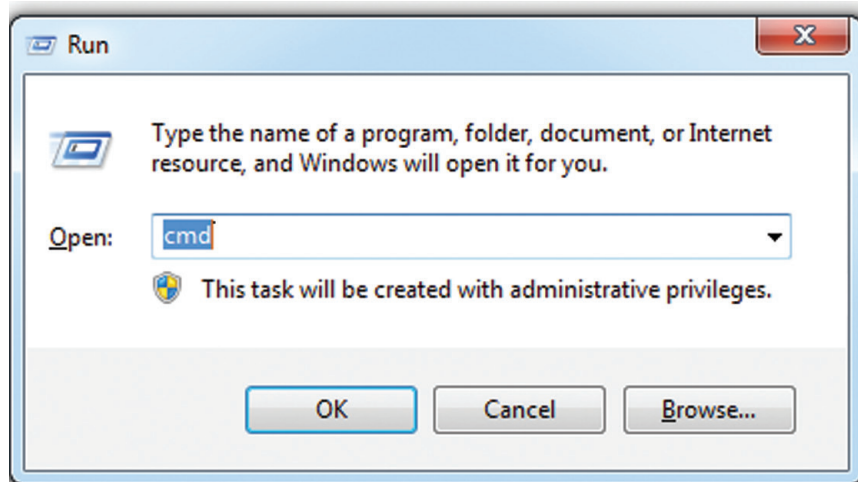 Run
Type the name of a program, folder, document, or Internet
resource, and Windows will open it for you.
Open:
cmd
This task will be created with administrative privileges.
OK
Cancel
Browse...